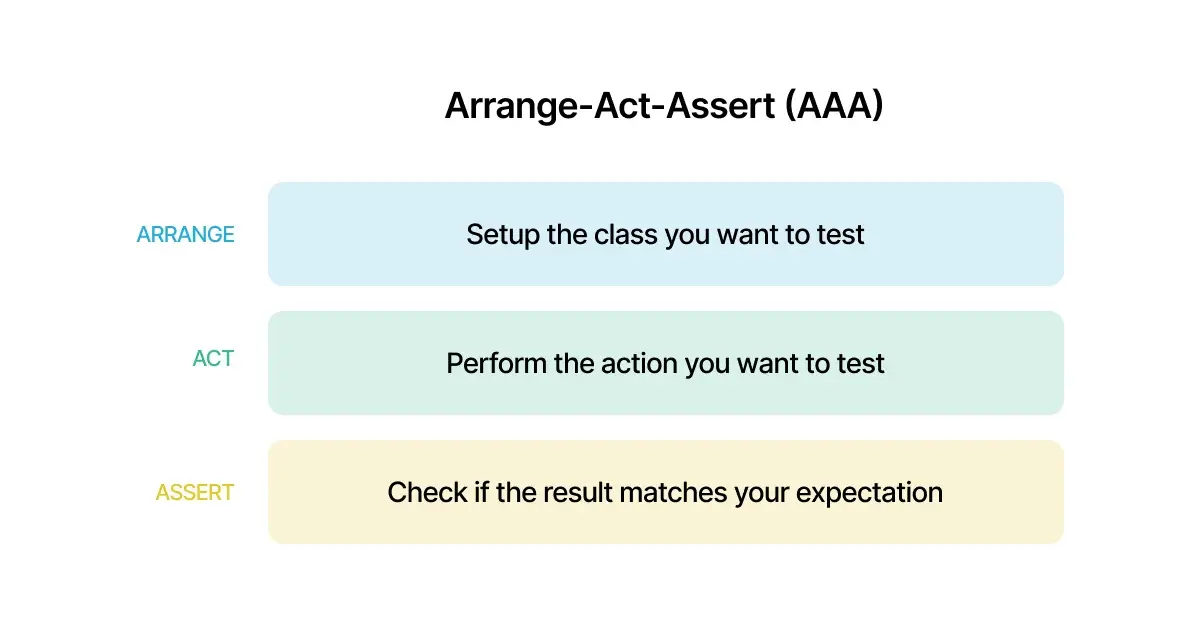 Arrange-Act-Assert (AAA)
ARRANGE
Setup the class you want to test
ACT
Perform the action you want to test
ASSERT
Check if the result matches your expectation